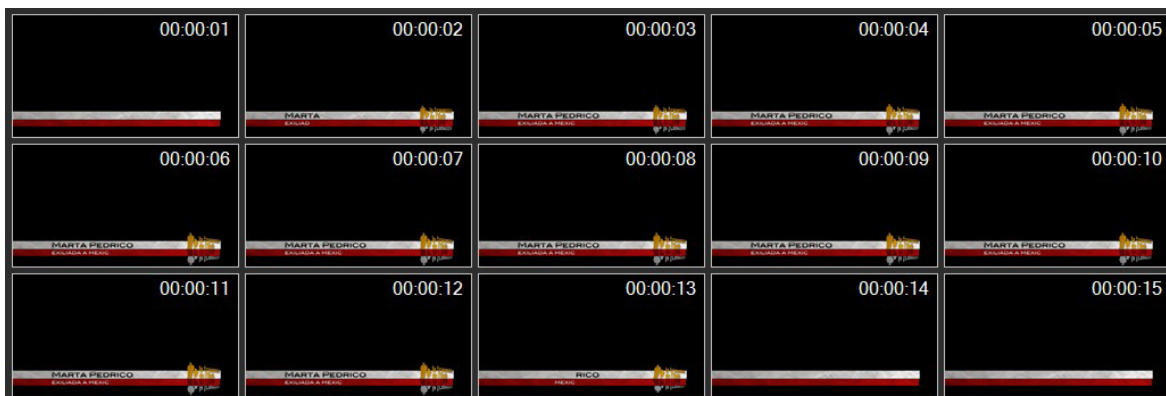 00:00:01
00:00:02
00:00:03
00:00:04
00:00:05
MARTA
EXILIAD
MARTA PEDRICO
EXILIADA A MEXIC
MARTA PEDRICO
EXILIADA A MEXIC
MARTA PEDRICO
EXILIADA A MEXIC
00:00:06
00:00:07
00:00:08
00:00:09
00:00:10
MARTA PEDRICO
EXILIADA A MEXIC
MARTA PEDRICO
EXILIADA A MEXIC
MARTA PEDRICO
EXILIADA A MEXIC
MARTA PEDRICO
EXILIADA A MEXIC
MARTA PEDRICO
EXILIADA A MEXIC
00:00:11
00:00:12
00:00:13
00:00:14
00:00:15
MARTA PEDRICO
EXILIADA A MEXIC
MARTA PEDRICO
EXILIADA A MEXIC
RICO
MEXIC